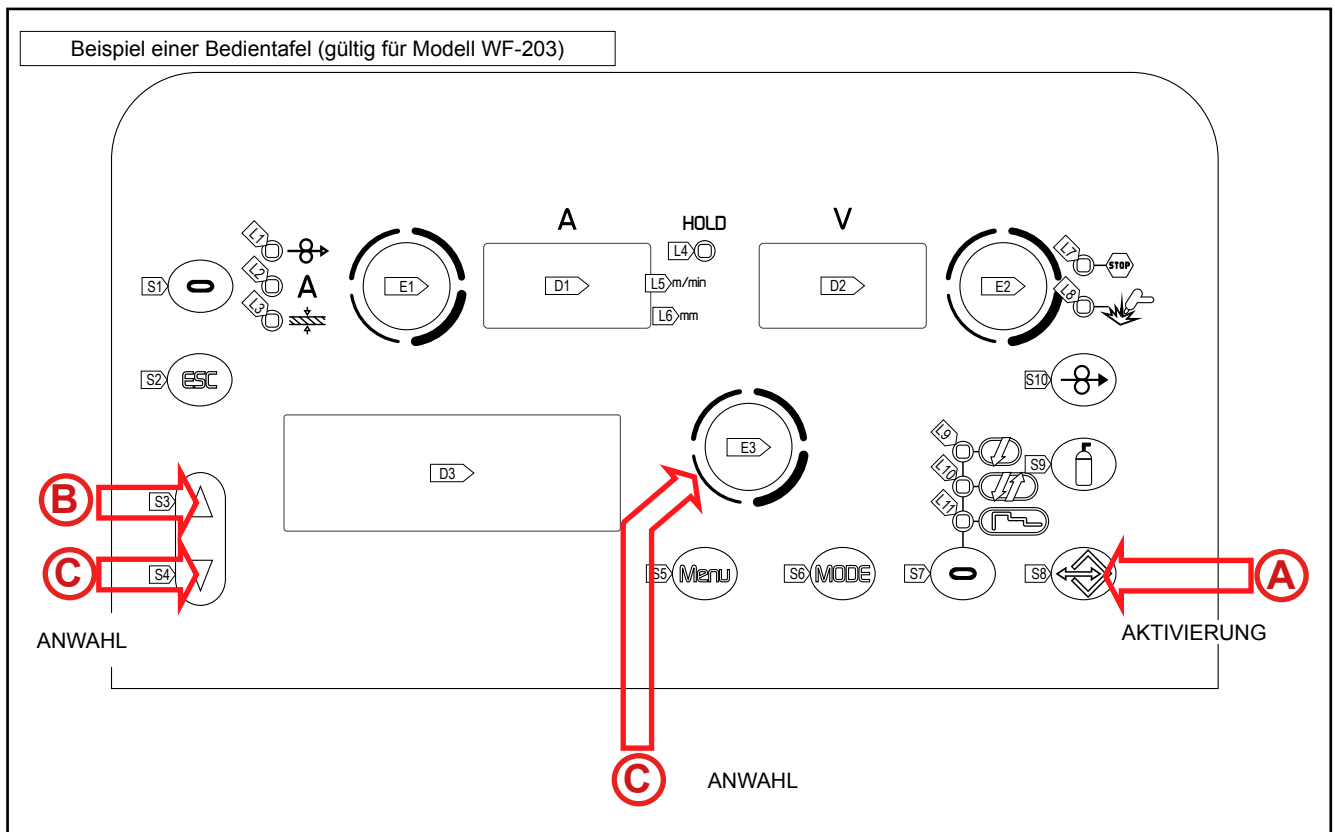 Beispiel einer Bedientafel (gültig für Modell WF-203)
A HOLD V
L1 L4 L7
STOP
L2 A L5 m/min
S1 E1 D1 D2 E2
L3 L6 mm L8
S2 ESC S10
L9
D3 E3 S9
L10
B S3 L11
C S4 S5 Menu S6 MODE S7 S8 A
ANWAHL AKTIVIERUNG
C ANWAHL